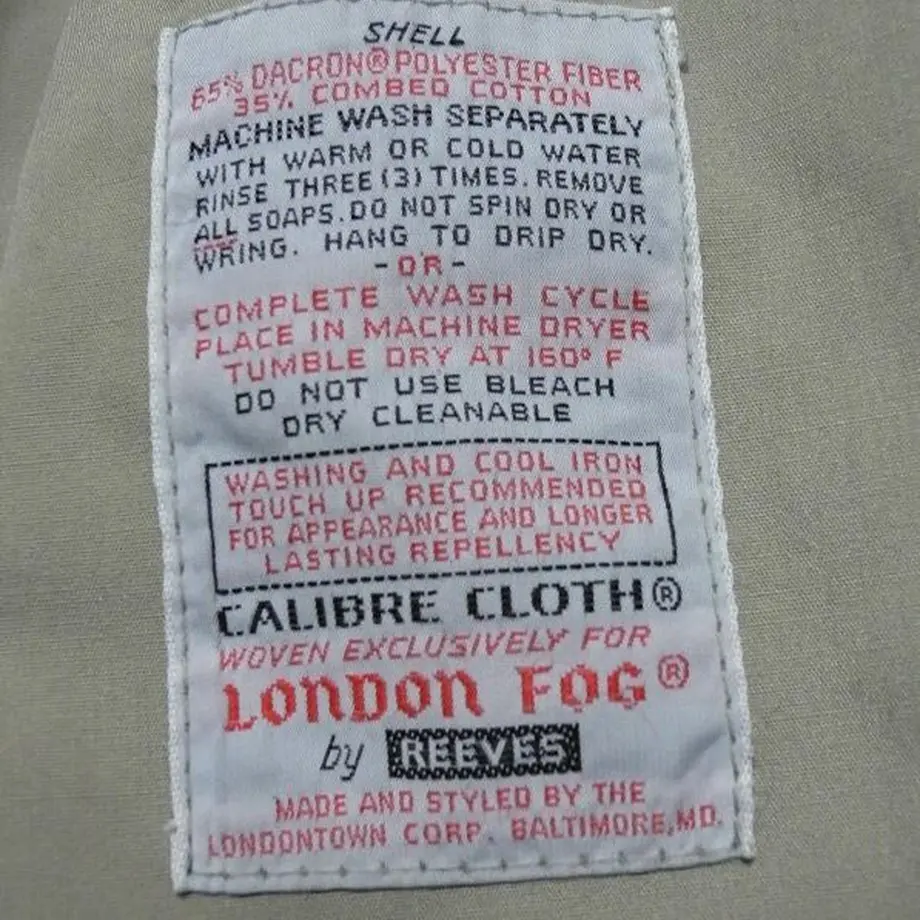 SHELL
65% DACRON® POLYESTER FIBER
35% COMBED COTTON
MACHINE WASH SEPARATELY
WITH WARM OR COLD WATER
RINSE THREE (3) TIMES. REMOVE
ALL SOAPS. DO NOT SPIN DRY OR
WRING. HANG TO DRIP DRY.
-OR-
COMPLETE WASH CYCLE
PLACE IN MACHINE DRYER
TUMBLE DRY AT 160° F
DO NOT USE BLEACH
DRY CLEANABLE
WASHING AND COOL IRON
TOUCH UP RECOMMENDED
FOR APPEARANCE AND LONGER
LASTING REPELLENCY
CALIBRE CLOTH®
WOVEN EXCLUSIVELY FOR
LONDON FOG®
by REEVES
MADE AND STYLED BY THE
LONDONTOWN CORP. BALTIMORE, MD.